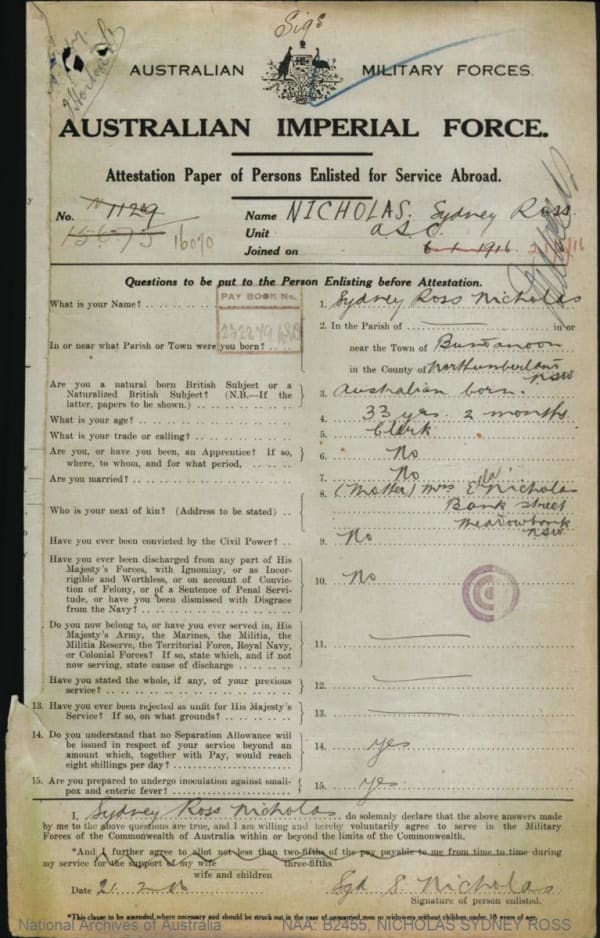 Sigs
AUSTRALIAN MILITARY FORCES.
AUSTRALIAN IMPERIAL FORCE.
Attestation Paper of Persons Enlisted for Service Abroad.
No. N 11229 Name NICHOLAS. Sydney Ross.
15675 16070 Unit A.S.C.
Joined on 6 1 1916
Questions to be put to the Person Enlisting before Attestation.
PAY BOOK No.
What is your Name? 1. Sydney Ross Nicholas
2. In the Parish of in or
In or near what Parish or Town were you born? near the Town of Bundanoon
in the County of Northumberland
NSW
Are you a natural born British Subject or a
Naturalized British Subject? (N.B.—If the
latter, papers to be shown.) 3. Australian born.
What is your age? 4. 33 yrs 2 months
What is your trade or calling? 5. Clerk
Are you, or have you been, an Apprentice? If so,
where, to whom, and for what period, 6. No
Are you married? 7. No
Who is your next of kin? (Address to be stated) 8. (Mother) Mrs Nicholas
Bank Street
Meadowbank
NSW
Have you ever been convicted by the Civil Power? 9. No
Have you ever been discharged from any part of His
Majesty's Forces, with Ignominy, or as Incor-
rigible and Worthless, or on account of Convic-
tion of Felony, or of a Sentence of Penal Servi-
tude, or have you been dismissed with Disgrace
from the Navy? 10. No
Do you now belong to, or have you ever served in, His
Majesty's Army, the Marines, the Militia, the
Militia Reserve, the Territorial Force, Royal Navy,
or Colonial Forces? If so, state which, and if not
now serving, state cause of discharge 11.
Have you stated the whole, if any, of your previous
service? 12.
13. Have you ever been rejected as unfit for His Majesty's
Service? If so, on what grounds? 13.
14. Do you understand that no Separation Allowance will
be issued in respect of your service beyond an
amount which, together with Pay, would reach
eight shillings per day? 14. yes
15. Are you prepared to undergo inoculation against small-
pox and enteric fever? 15. yes
I, Sydney Ross Nicholas do solemnly declare that the above answers made
by me to the above questions are true, and I am willing and hereby voluntarily agree to serve in the Military
Forces of the Commonwealth of Australia within or beyond the limits of the Commonwealth.
*And I further agree to allot not less than two-fifths of the pay payable to me from time to time during
three-fifths
my service for the support of my wife
wife and children
Date Sgd S. Nicholas
Signature of person enlisted.
*This clause to be amended where necessary and should be struck out in the case of unmarried men or widowers without children under 18 years of age.
National Archives of Australia NAA: B2455, NICHOLAS SYDNEY ROSS